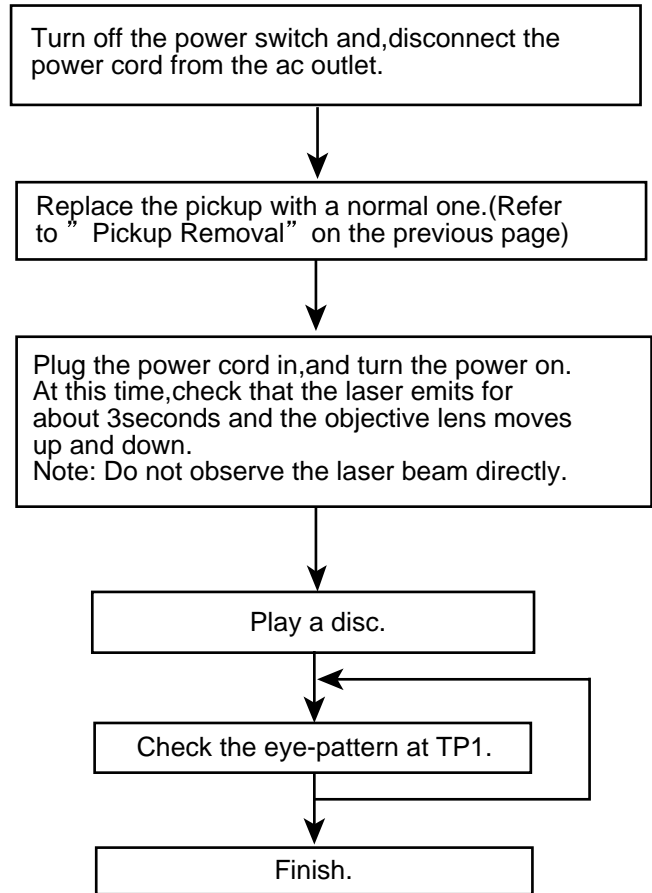 Turn off the power switch and,disconnect the
power cord from the ac outlet.
Replace the pickup with a normal one.(Refer
to ” Pickup Removal” on the previous page)
Plug the power cord in,and turn the power on.
At this time,check that the laser emits for
about 3seconds and the objective lens moves
up and down.
Note: Do not observe the laser beam directly.
Play a disc.
Check the eye-pattern at TP1.
Finish.